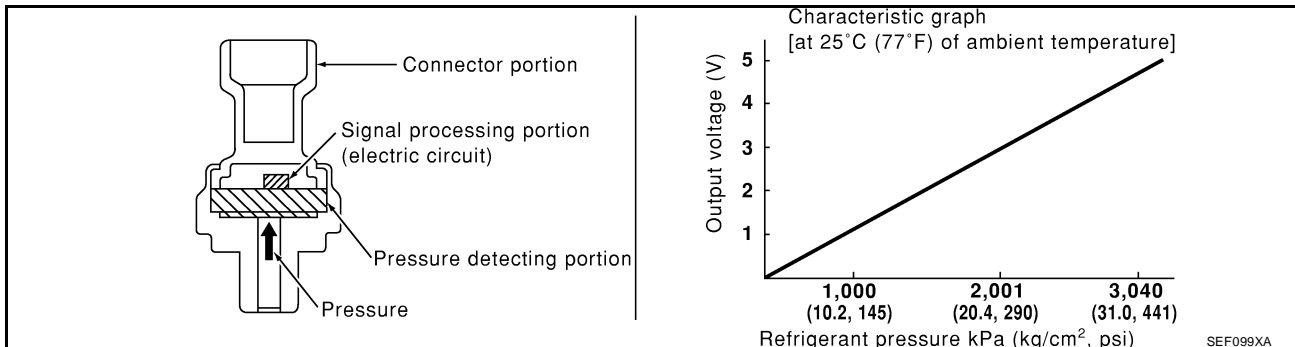 Connector portion
Signal processing portion
(electric circuit)
Pressure detecting portion
Pressure
Characteristic graph
[at 25˚C (77˚F) of ambient temperature]
Output voltage (V)
5
4
3
2
1
1,000 2,001 3,040
(10.2, 145) (20.4, 290) (31.0, 441)
Refrigerant pressure kPa (kg/cm², psi)
SEF099XA